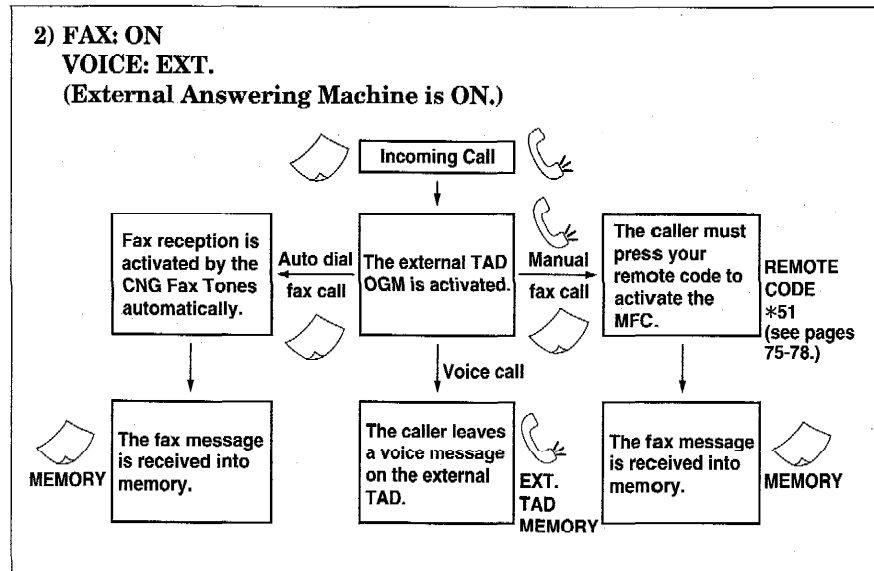 2) FAX: ON
VOICE: EXT.
(External Answering Machine is ON.)
Incoming Call
Fax reception is
activated by the
CNG Fax Tones
automatically.
Auto dial
fax call
The external TAD
OGM is activated.
Manual
fax call
The caller must
press your
remote code to
activate the
MFC.
REMOTE
CODE
*51
(see pages
75-78.)
Voice call
MEMORY
The fax message
is received into
memory.
The caller leaves
a voice message
on the external
TAD.
EXT.
TAD
MEMORY
The fax message
is received into
memory.
MEMORY